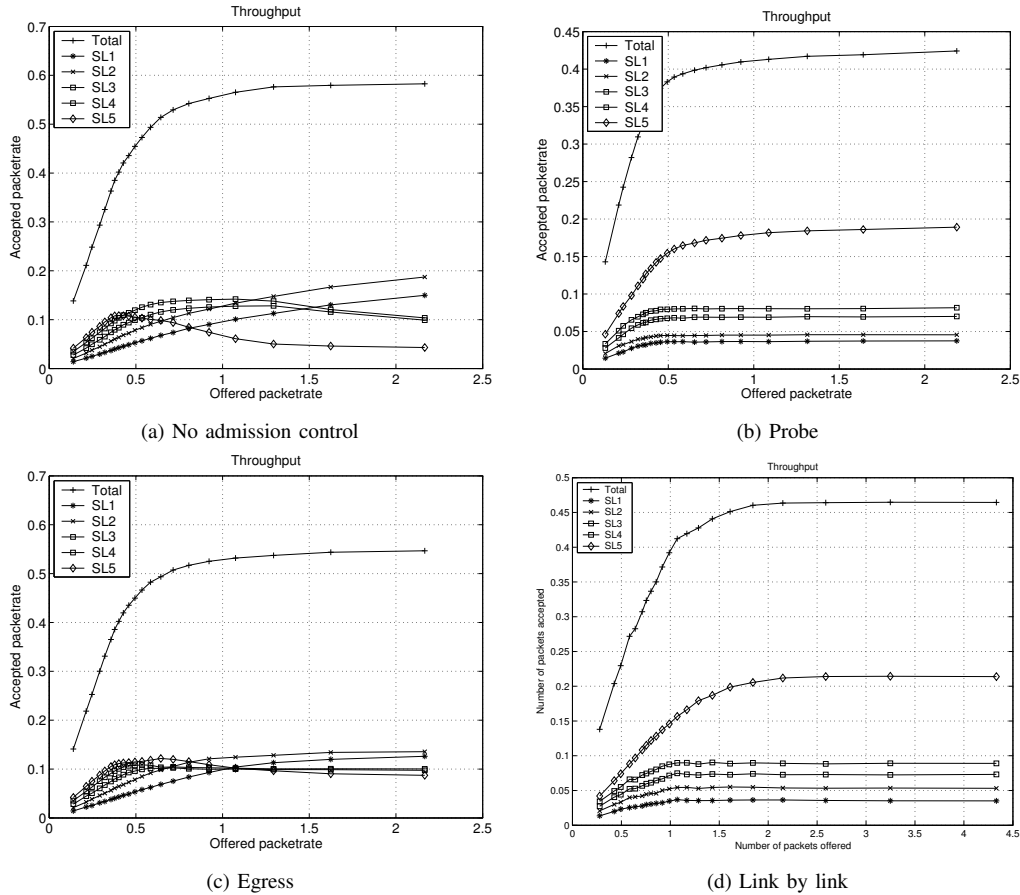 Throughput
0.7
0.6
0.5
0.4
0.3
0.2
0.1
0
Accepted packetrate
Total
SL1
SL2
SL3
SL4
SL5
0 0.5 1 1.5 2 2.5
Offered packetrate
(a) No admission control
Throughput
0.45
0.4
0.35
0.3
0.25
0.2
0.15
0.1
0.05
0
Accepted packetrate
Total
SL1
SL2
SL3
SL4
SL5
0 0.5 1 1.5 2 2.5
Offered packetrate
(b) Probe
Throughput
0.7
0.6
0.5
0.4
0.3
0.2
0.1
0
Accepted packetrate
Total
SL1
SL2
SL3
SL4
SL5
0 0.5 1 1.5 2 2.5
Offered packetrate
(c) Egress
Throughput
0.5
0.45
0.4
0.35
0.3
0.25
0.2
0.15
0.1
0.05
0
Number of packets accepted
Total
SL1
SL2
SL3
SL4
SL5
0 0.5 1 1.5 2 2.5 3 3.5 4 4.5
Number of packets offered
(d) Link by link